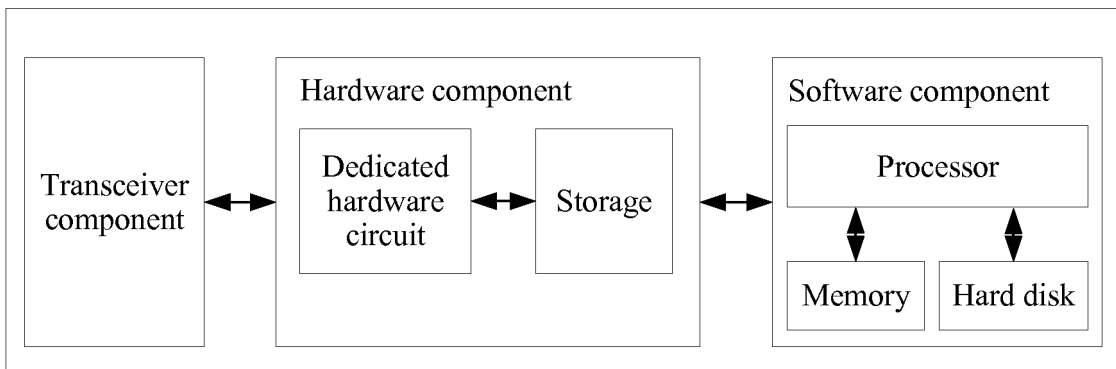 Transceiver
component
Hardware component
Dedicated
hardware
circuit
Storage
Software component
Processor
Memory
Hard disk